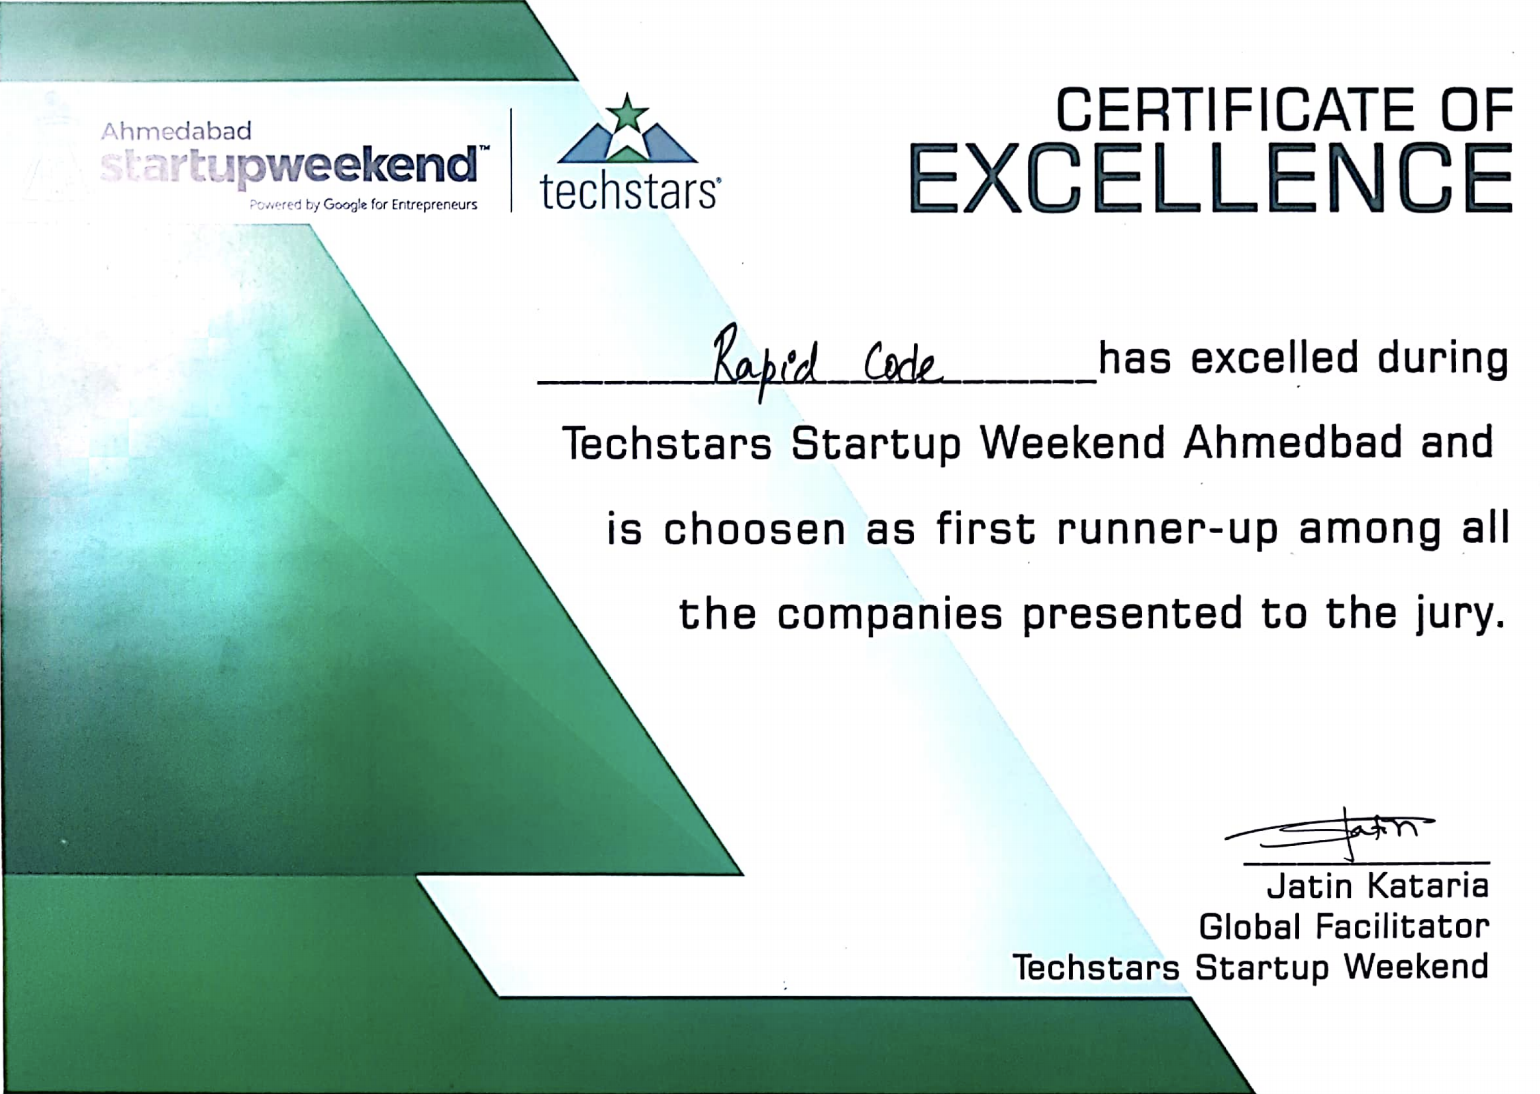 Ahmedabad
startupweekend™
Powered by Google for Entrepreneurs
techstars®
CERTIFICATE OF
EXCELLENCE
Rapid Code has excelled during
Techstars Startup Weekend Ahmedbad and
is choosen as first runner-up among all
the companies presented to the jury.
Jatin
Jatin Kataria
Global Facilitator
Techstars Startup Weekend